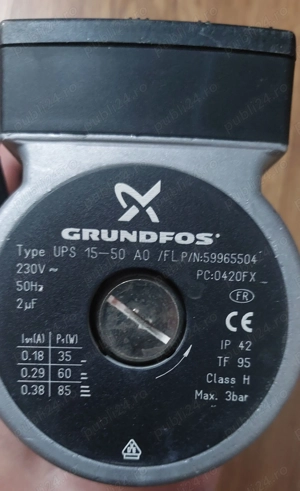 GRUNDFOS
Type UPS 15-50 AO /FL P/N:59965504
230V ~ PC:0420FX
50Hz
2µF FR
CE
IP 42
TF 95
Class H
Max. 3bar
I₁/₁(A) P₁(W)
0.18 35
0.29 60
0.38 85